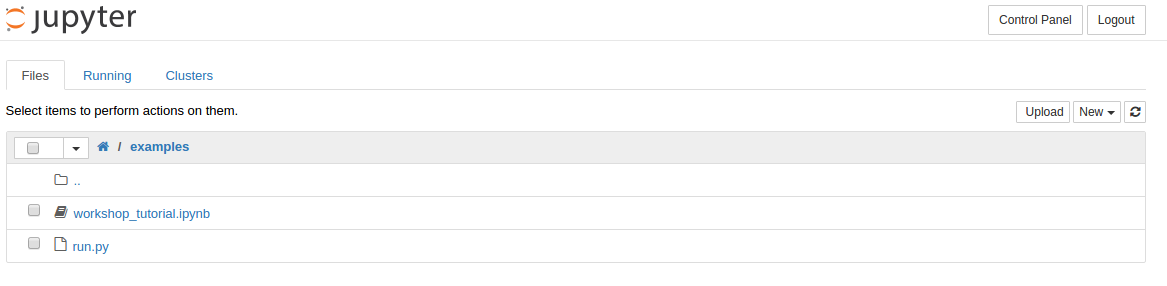 jupyter Control Panel Logout
Files Running Clusters
Select items to perform actions on them. Upload New
/ examples
..
workshop_tutorial.ipynb
run.py